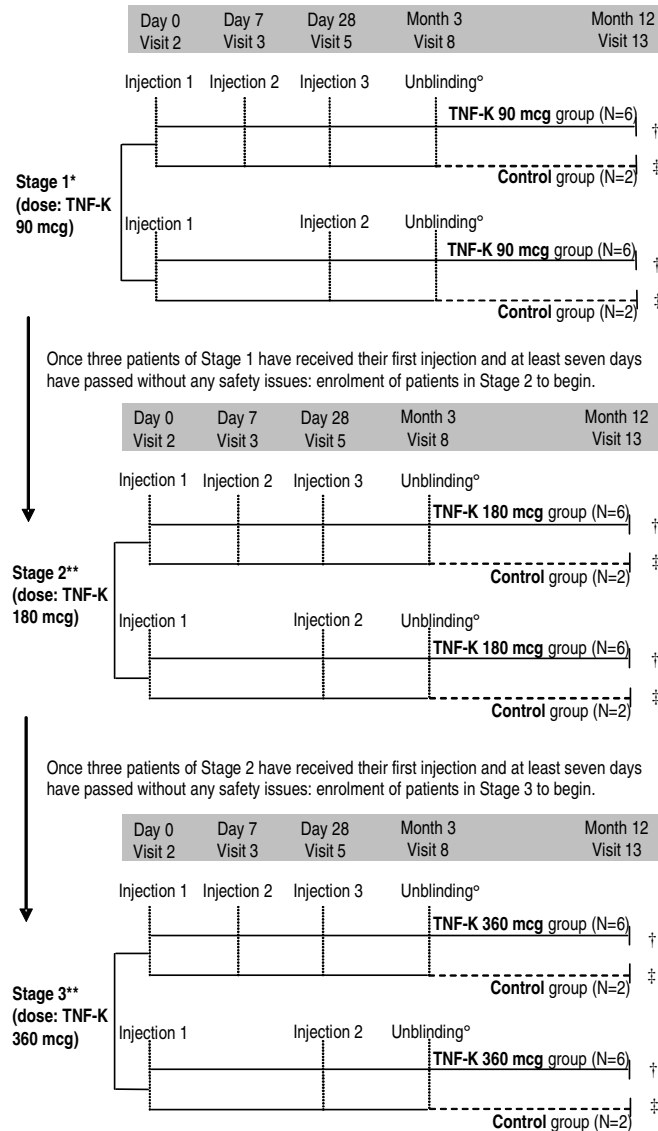 Day 0 Day 7 Day 28 Month 3 Month 12
Visit 2 Visit 3 Visit 5 Visit 8 Visit 13
Injection 1 Injection 2 Injection 3 Unblinding°
TNF-K 90 mcg group (N=6)
†
‡
Control group (N=2)
Stage 1*
(dose: TNF-K
90 mcg)
Injection 1 Injection 2 Unblinding°
TNF-K 90 mcg group (N=6)
†
‡
Control group (N=2)
Once three patients of Stage 1 have received their first injection and at least seven days
have passed without any safety issues: enrolment of patients in Stage 2 to begin.
Day 0 Day 7 Day 28 Month 3 Month 12
Visit 2 Visit 3 Visit 5 Visit 8 Visit 13
Injection 1 Injection 2 Injection 3 Unblinding°
TNF-K 180 mcg group (N=6)
†
‡
Control group (N=2)
Stage 2**
(dose: TNF-K
180 mcg)
Injection 1 Injection 2 Unblinding°
TNF-K 180 mcg group (N=6)
†
‡
Control group (N=2)
Once three patients of Stage 2 have received their first injection and at least seven days
have passed without any safety issues: enrolment of patients in Stage 3 to begin.
Day 0 Day 7 Day 28 Month 3 Month 12
Visit 2 Visit 3 Visit 5 Visit 8 Visit 13
Injection 1 Injection 2 Injection 3 Unblinding°
TNF-K 360 mcg group (N=6)
†
‡
Control group (N=2)
Stage 3**
(dose: TNF-K
360 mcg)
Injection 1 Injection 2 Unblinding°
TNF-K 360 mcg group (N=6)
†
‡
Control group (N=2)